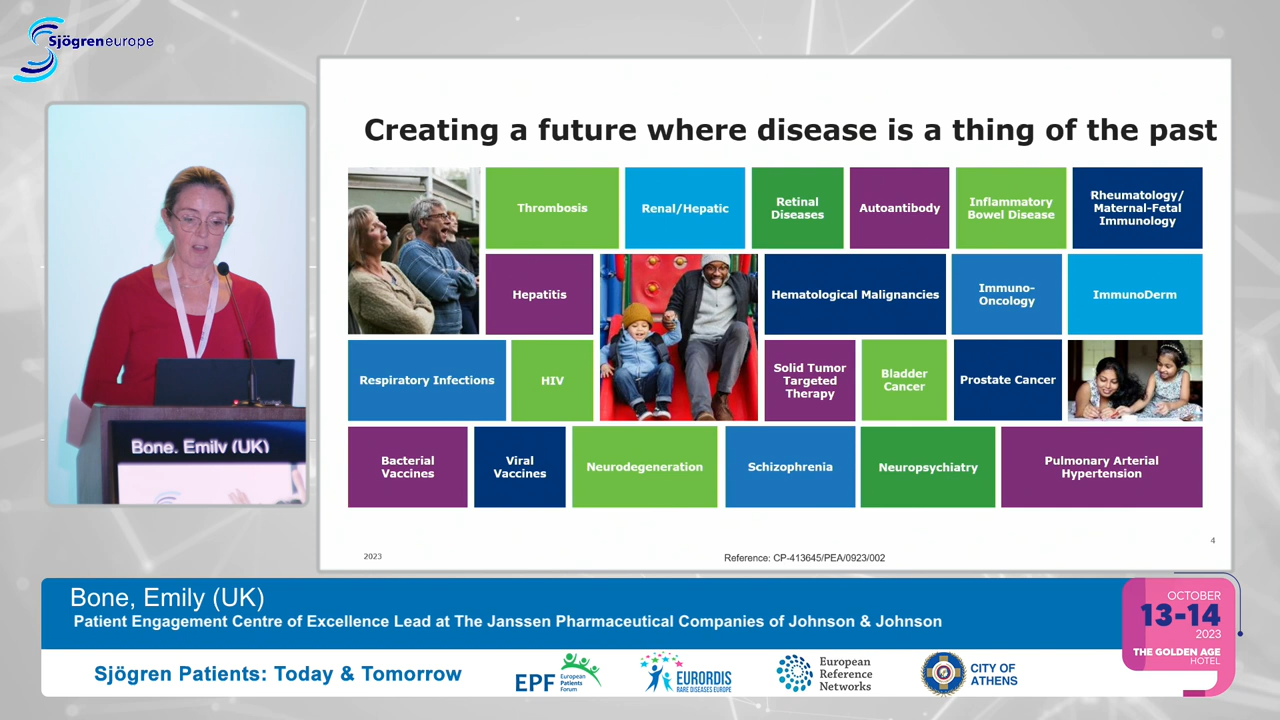 Sjögreneurope
Creating a future where disease is a thing of the past
Thrombosis
Renal/Hepatic
Retinal
Diseases
Autoantibody
Inflammatory
Bowel Disease
Rheumatology/
Maternal-Fetal
Immunology
Hepatitis
Hematological Malignancies
Immuno-
Oncology
ImmunoDerm
Respiratory Infections
HIV
Solid Tumor
Targeted
Therapy
Bladder
Cancer
Prostate Cancer
Bacterial
Vaccines
Viral
Vaccines
Neurodegeneration
Schizophrenia
Neuropsychiatry
Pulmonary Arterial
Hypertension
4
2023
Reference: CP-413645/PEA/0923/002
Bone, Emily (UK)
Bone, Emily (UK)
Patient Engagement Centre of Excellence Lead at The Janssen Pharmaceutical Companies of Johnson & Johnson
OCTOBER
13-14
2023
THE GOLDEN AGE
HOTEL
Sjögren Patients: Today & Tomorrow
EPF
European
Patients
Forum
EURORDIS
RARE DISEASES EUROPE
European
Reference
Networks
CITY OF
ATHENS